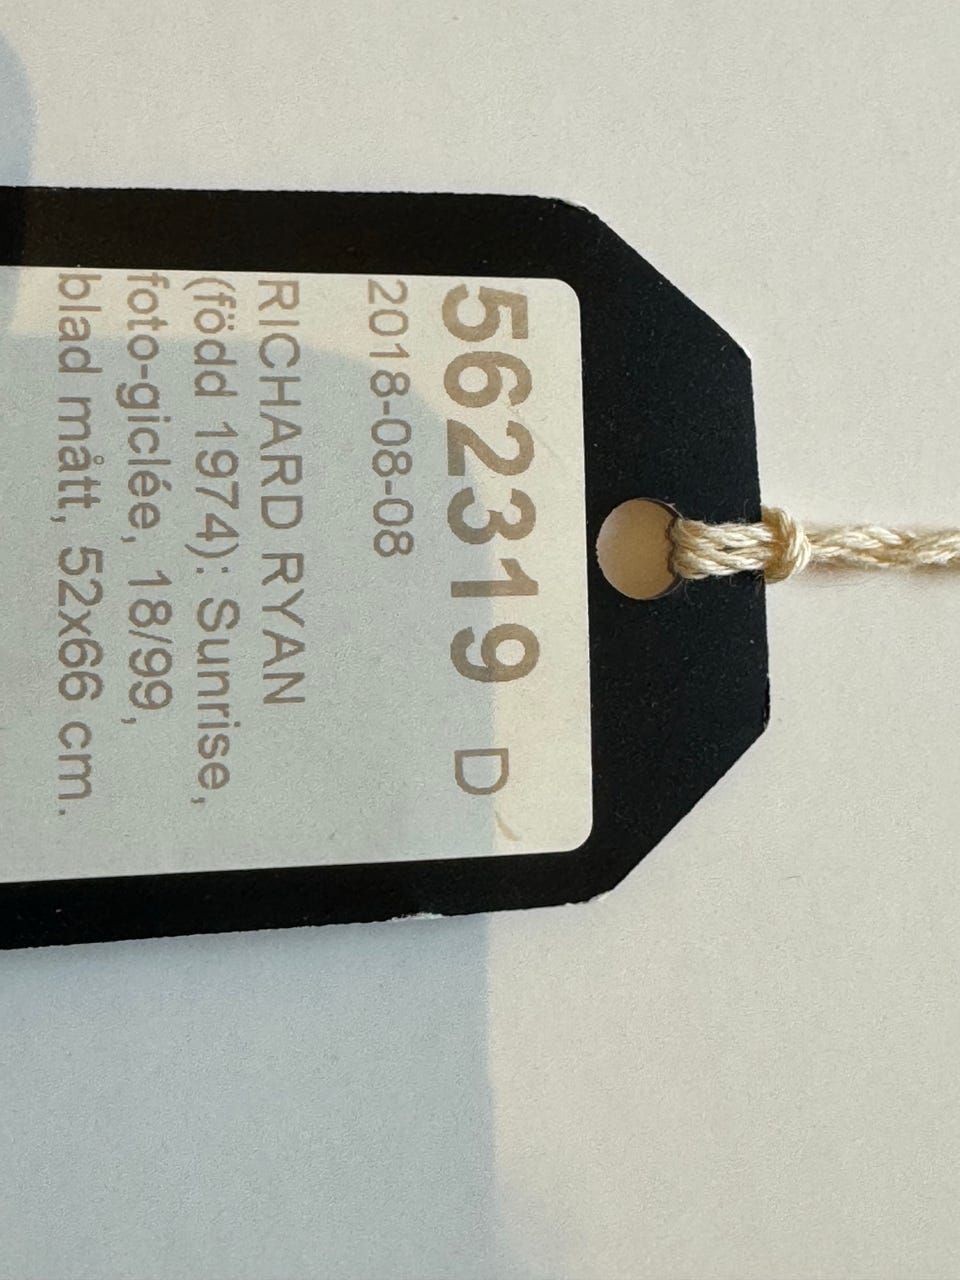 562319 D
2018-08-08
RICHARD RYAN
(född 1974): Sunrise,
foto-giclée, 18/99,
blad mått, 52x66 cm.